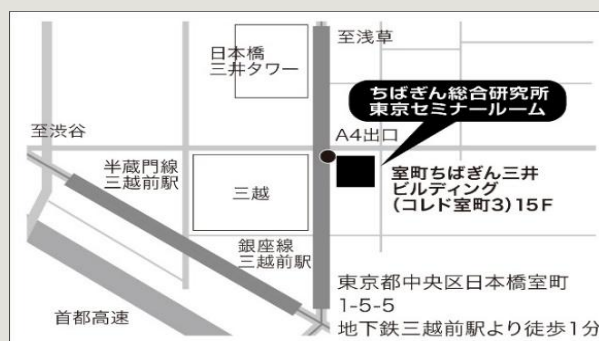 至浅草
日本橋
三井タワー
ちばぎん総合研究所
東京セミナールーム
至渋谷
A4出口
半蔵門線
三越前駅
三越
室町ちばぎん三井
ビルディング
(コレド室町3)15F
銀座線
三越前駅
東京都中央区日本橋室町
1-5-5
地下鉄三越前駅より徒歩1分
首都高速